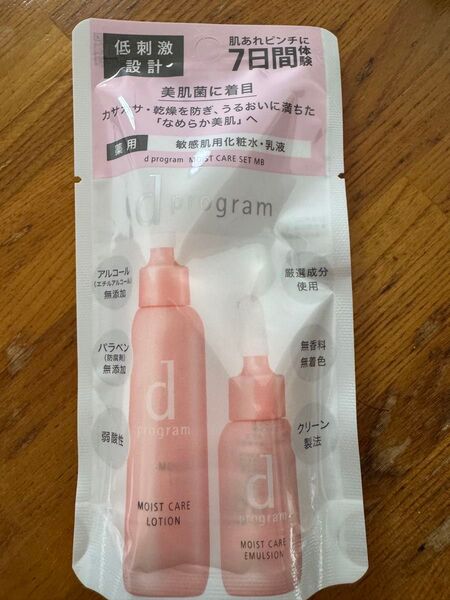 低刺激
設計
肌あれピンチに
7日間体験
美肌菌に着目
カサカサ・乾燥を防ぎ、うるおいに満ちた
「なめらか美肌」へ
薬用
敏感肌用化粧水・乳液
d program MOIST CARE SET MB
d program
アルコール
(エチルアルコール)
無添加
厳選成分
使用
パラベン
(防腐剤)
無添加
無香料
無着色
弱酸性
クリーン
製法
d
program
MOIST CARE
LOTION
d
program
MOIST CARE
EMULSION